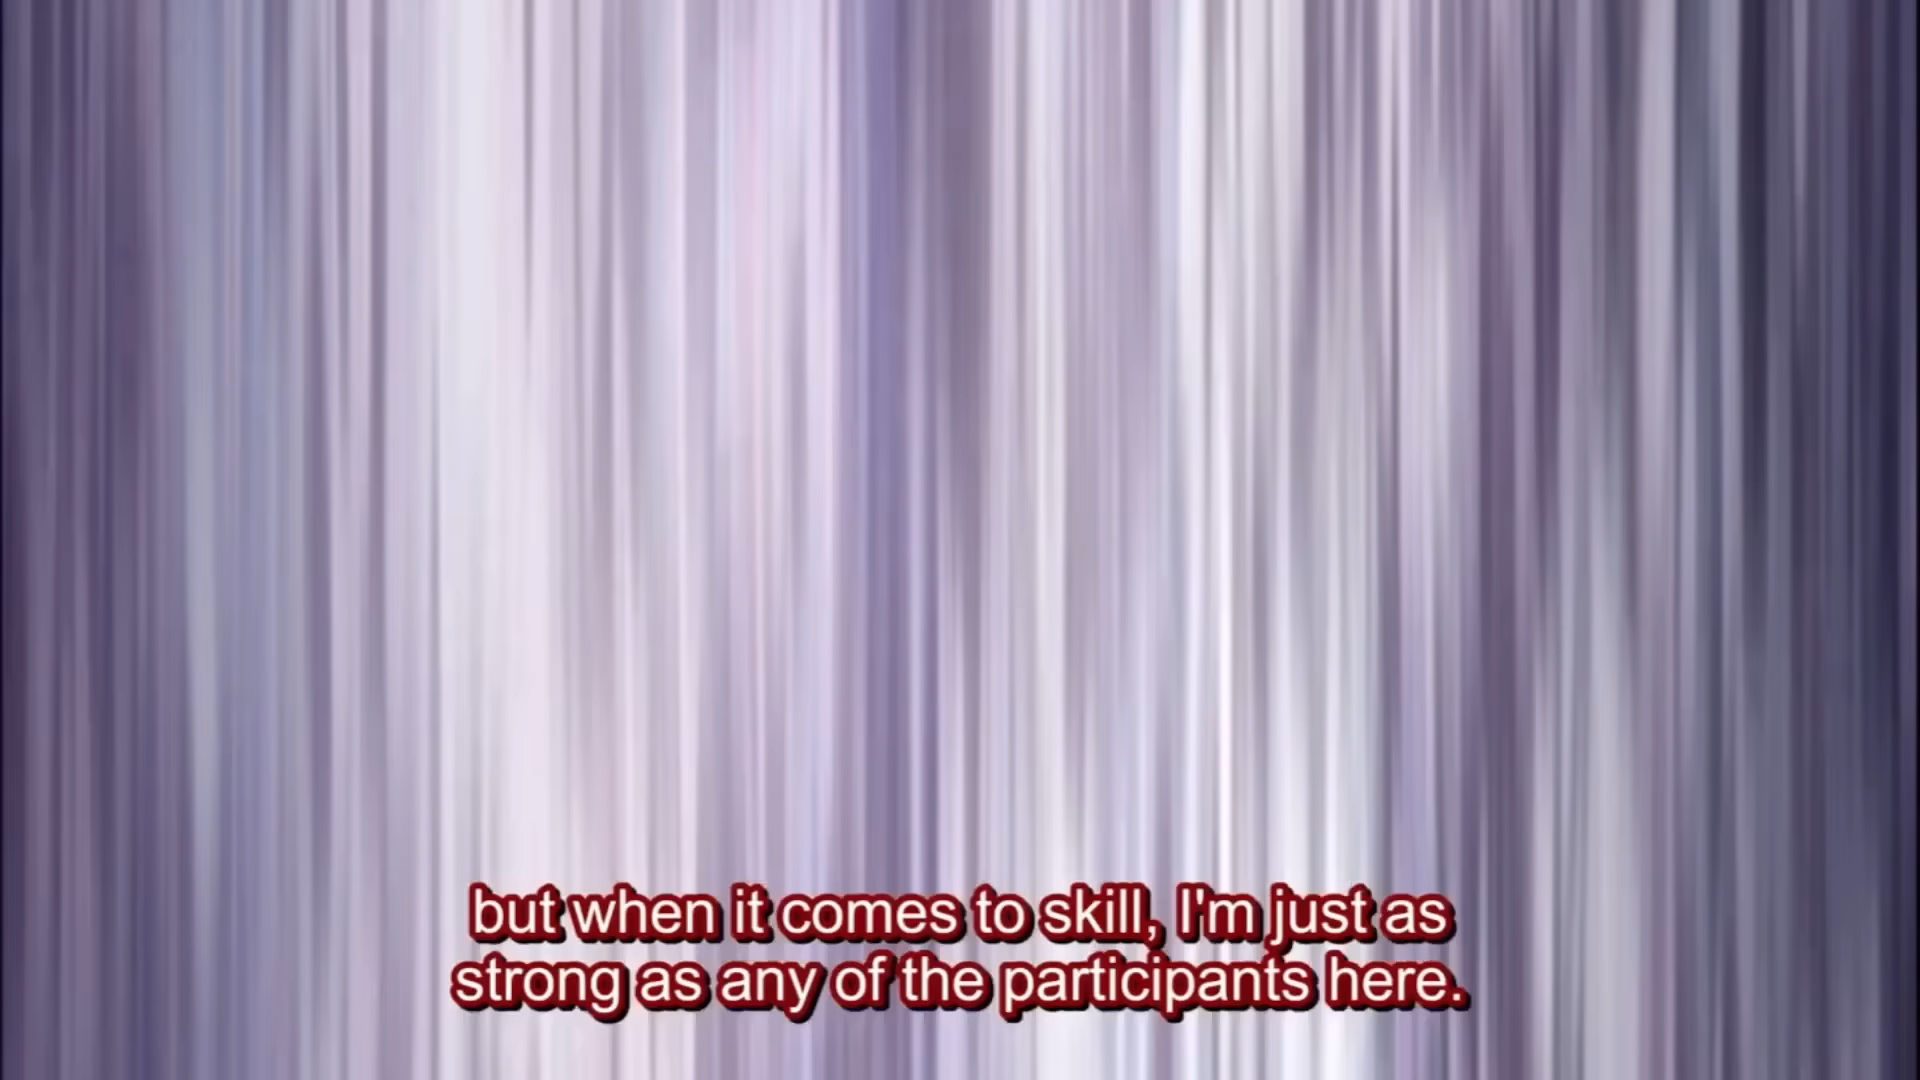 but when it comes to skill, I'm just as
strong as any of the participants here.